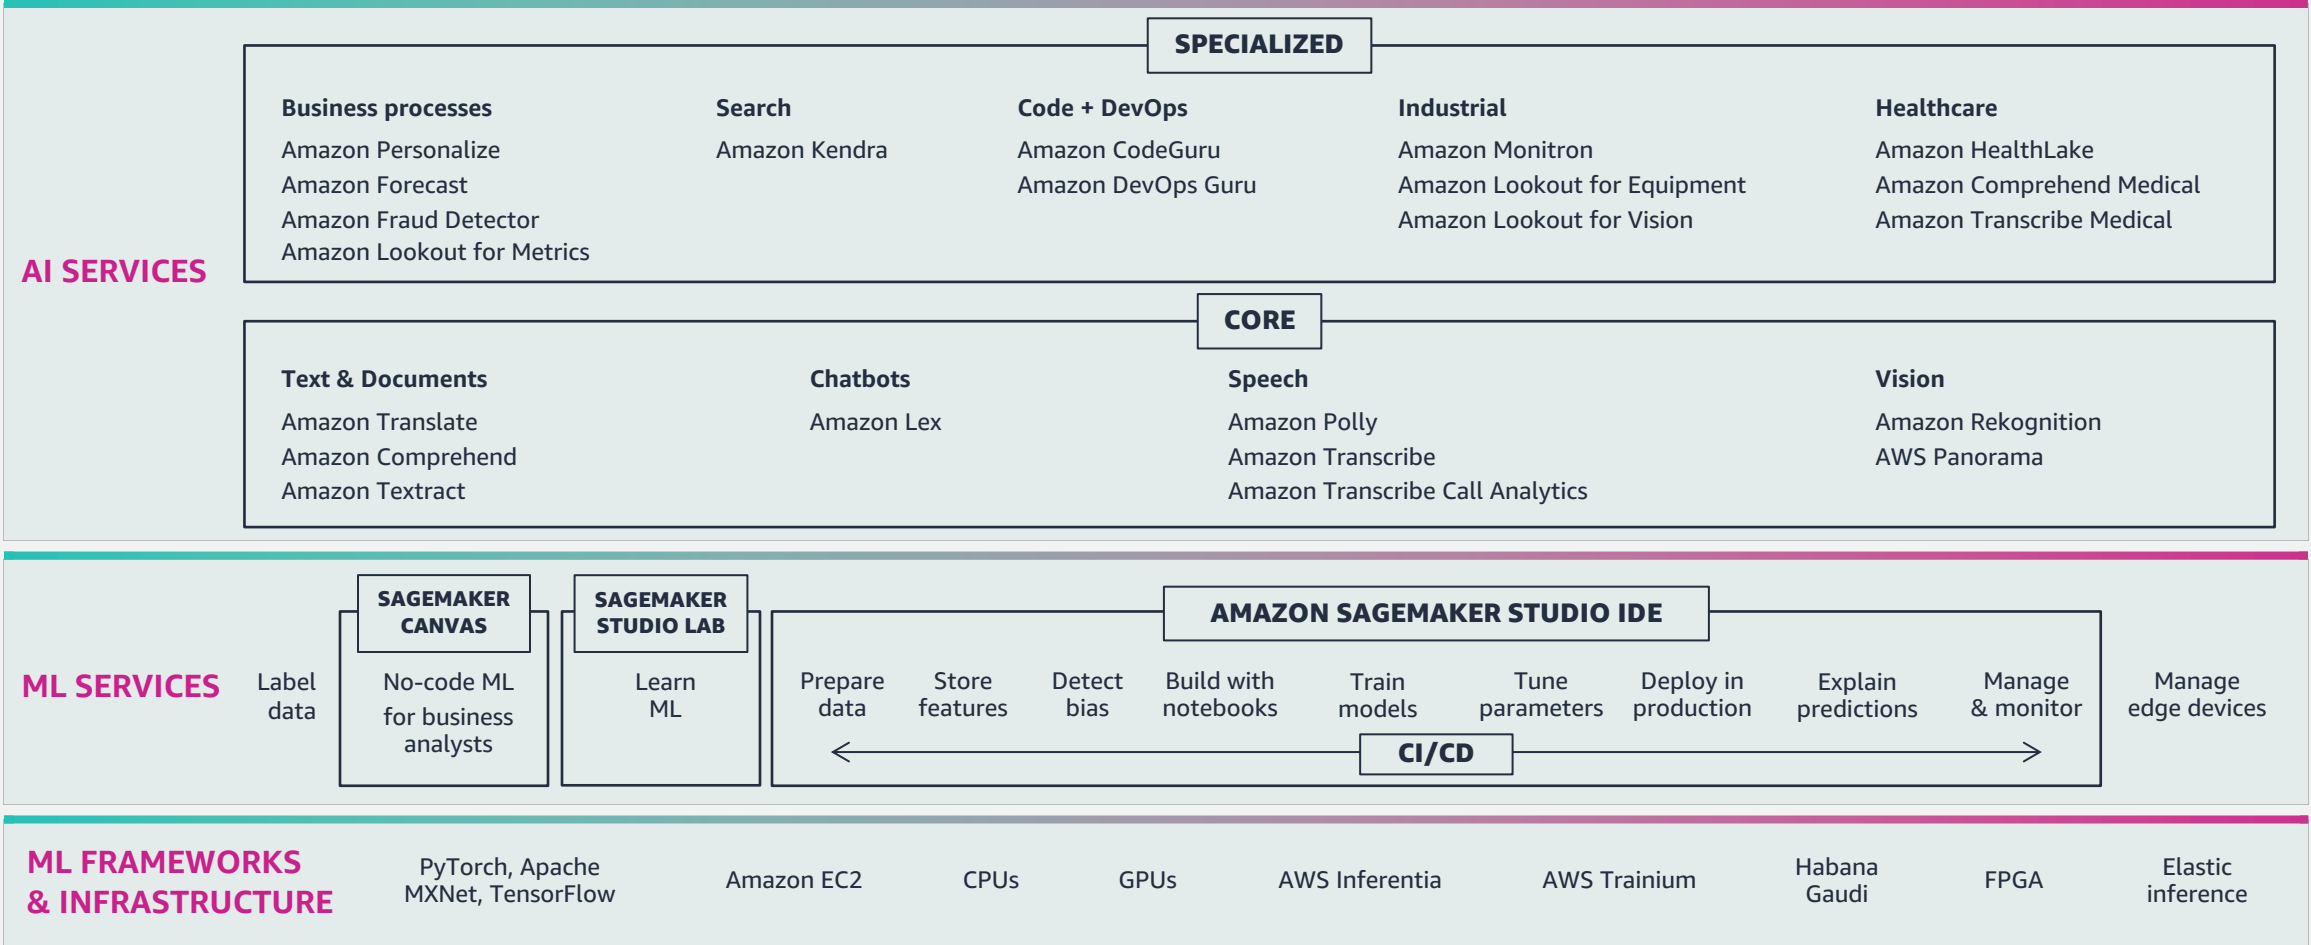 SPECIALIZED
Business processes
Amazon Personalize
Amazon Forecast
Amazon Fraud Detector
Amazon Lookout for Metrics
Search
Amazon Kendra
Code + DevOps
Amazon CodeGuru
Amazon DevOps Guru
Industrial
Amazon Monitron
Amazon Lookout for Equipment
Amazon Lookout for Vision
Healthcare
Amazon HealthLake
Amazon Comprehend Medical
Amazon Transcribe Medical
AI SERVICES
CORE
Text & Documents
Amazon Translate
Amazon Comprehend
Amazon Textract
Chatbots
Amazon Lex
Speech
Amazon Polly
Amazon Transcribe
Amazon Transcribe Call Analytics
Vision
Amazon Rekognition
AWS Panorama
ML SERVICES
Label
data
SAGEMAKER
CANVAS
No-code ML
for business
analysts
SAGEMAKER
STUDIO LAB
Learn
ML
AMAZON SAGEMAKER STUDIO IDE
Prepare
data
Store
features
Detect
bias
Build with
notebooks
Train
models
Tune
parameters
Deploy in
production
Explain
predictions
Manage
& monitor
CI/CD
Manage
edge devices
ML FRAMEWORKS
& INFRASTRUCTURE
PyTorch, Apache
MXNet, TensorFlow
Amazon EC2
CPUs
GPUs
AWS Inferentia
AWS Trainium
Habana
Gaudi
FPGA
Elastic
inference